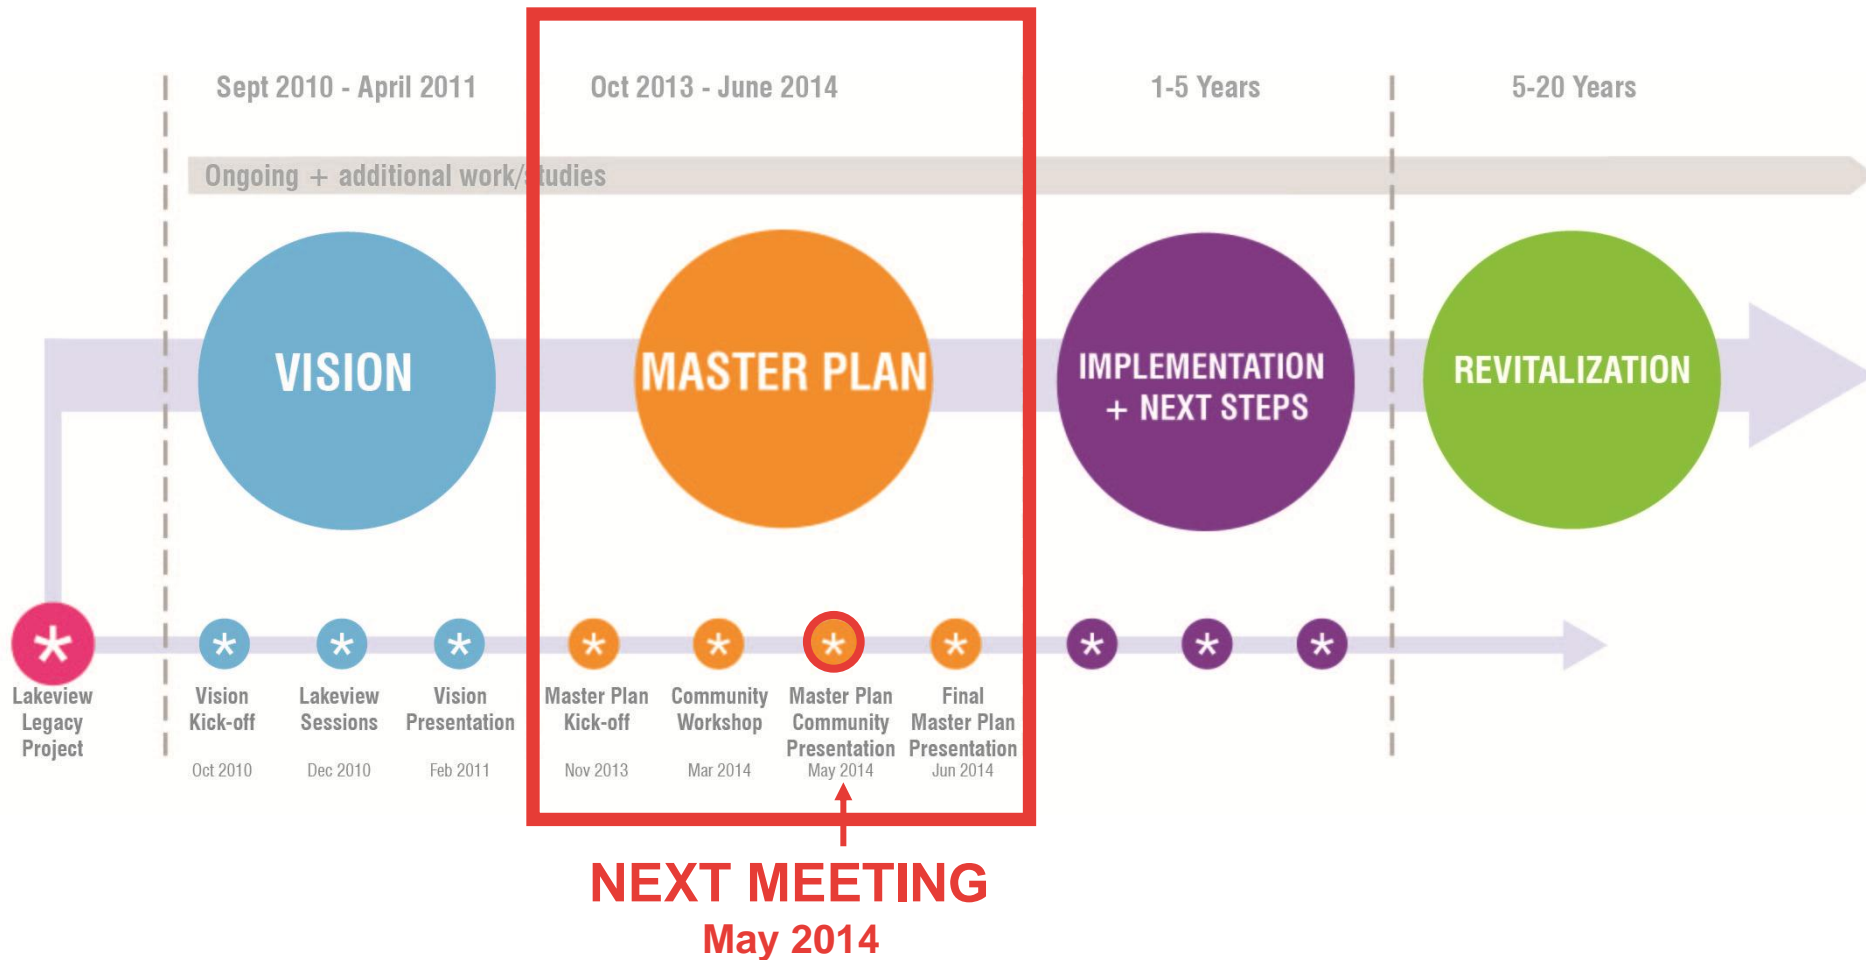 Sept 2010 - April 2011
Oct 2013 - June 2014
1-5 Years
5-20 Years
Ongoing + additional work/studies
VISION
MASTER PLAN
IMPLEMENTATION
+ NEXT STEPS
REVITALIZATION
Lakeview
Legacy
Project
Vision
Kick-off
Oct 2010
Lakeview
Sessions
Dec 2010
Vision
Presentation
Feb 2011
Master Plan
Kick-off
Nov 2013
Community
Workshop
Mar 2014
Master Plan
Community
Presentation
May 2014
Final
Master Plan
Presentation
Jun 2014
NEXT MEETING
May 2014